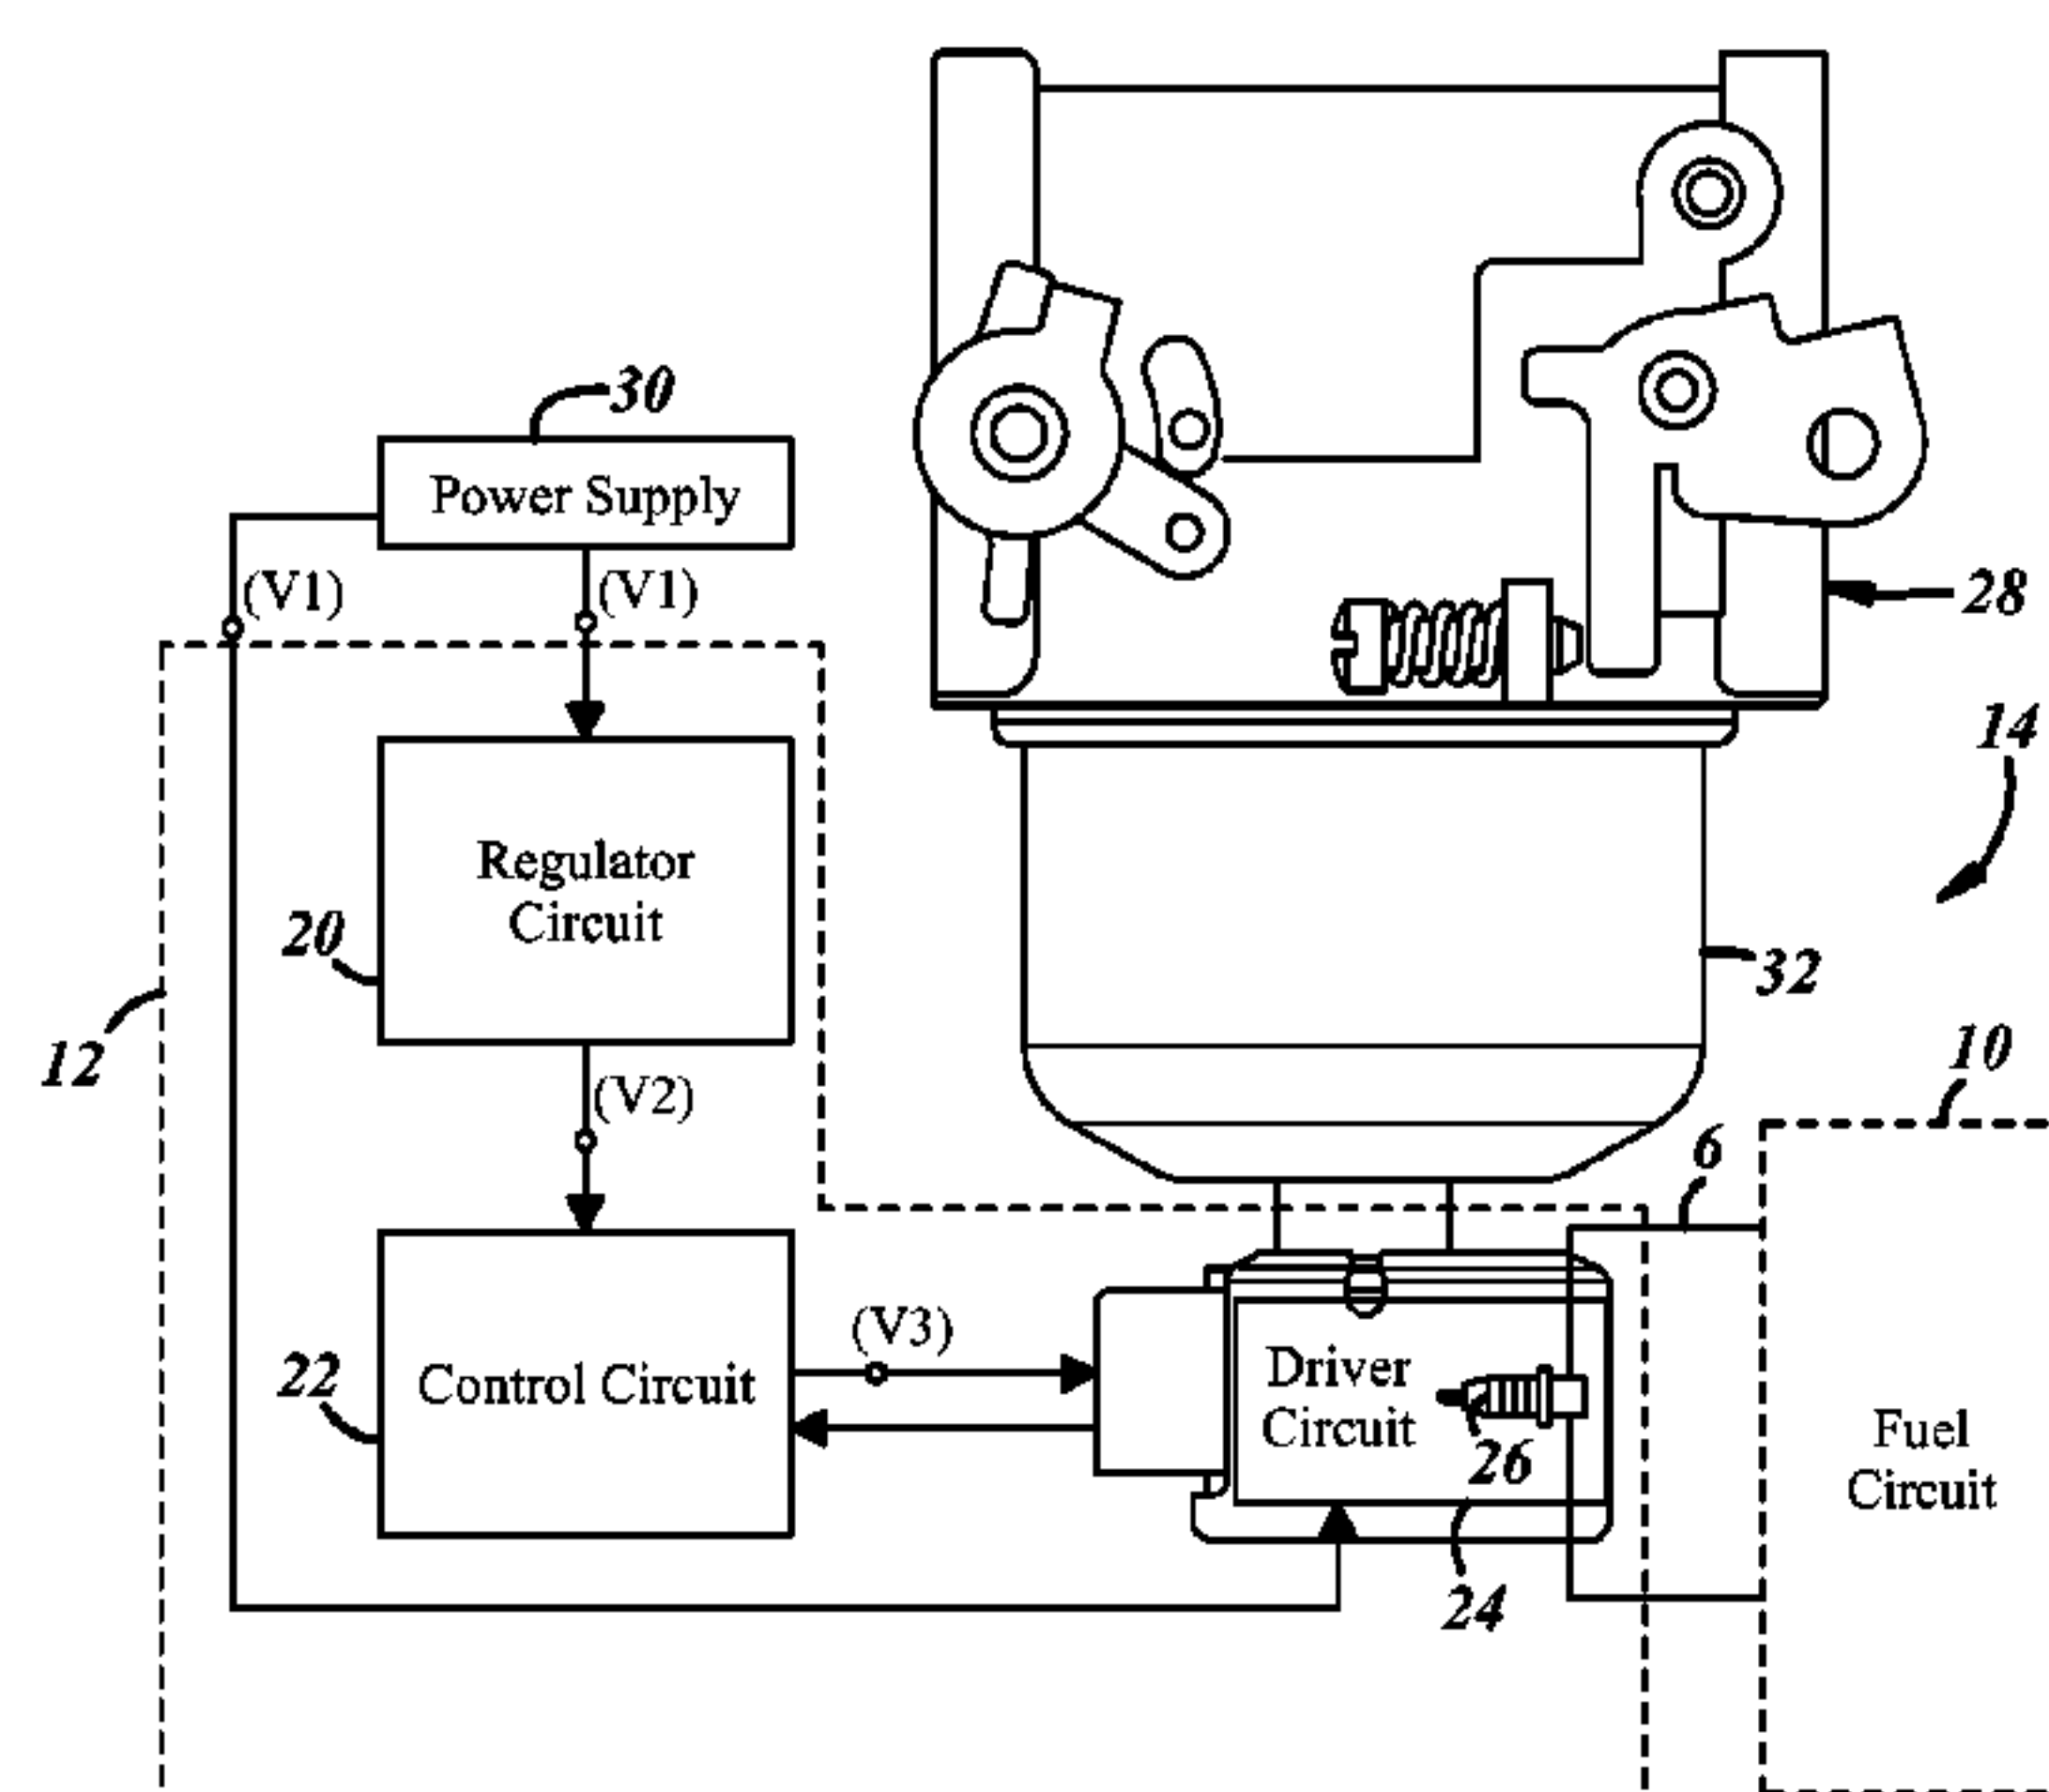 30
Power Supply
(V1)
(V1)
28
14
Regulator
Circuit
20
32
12
10
(V2)
6
(V3)
22
Control Circuit
Driver
Circuit
26
Fuel
Circuit
24